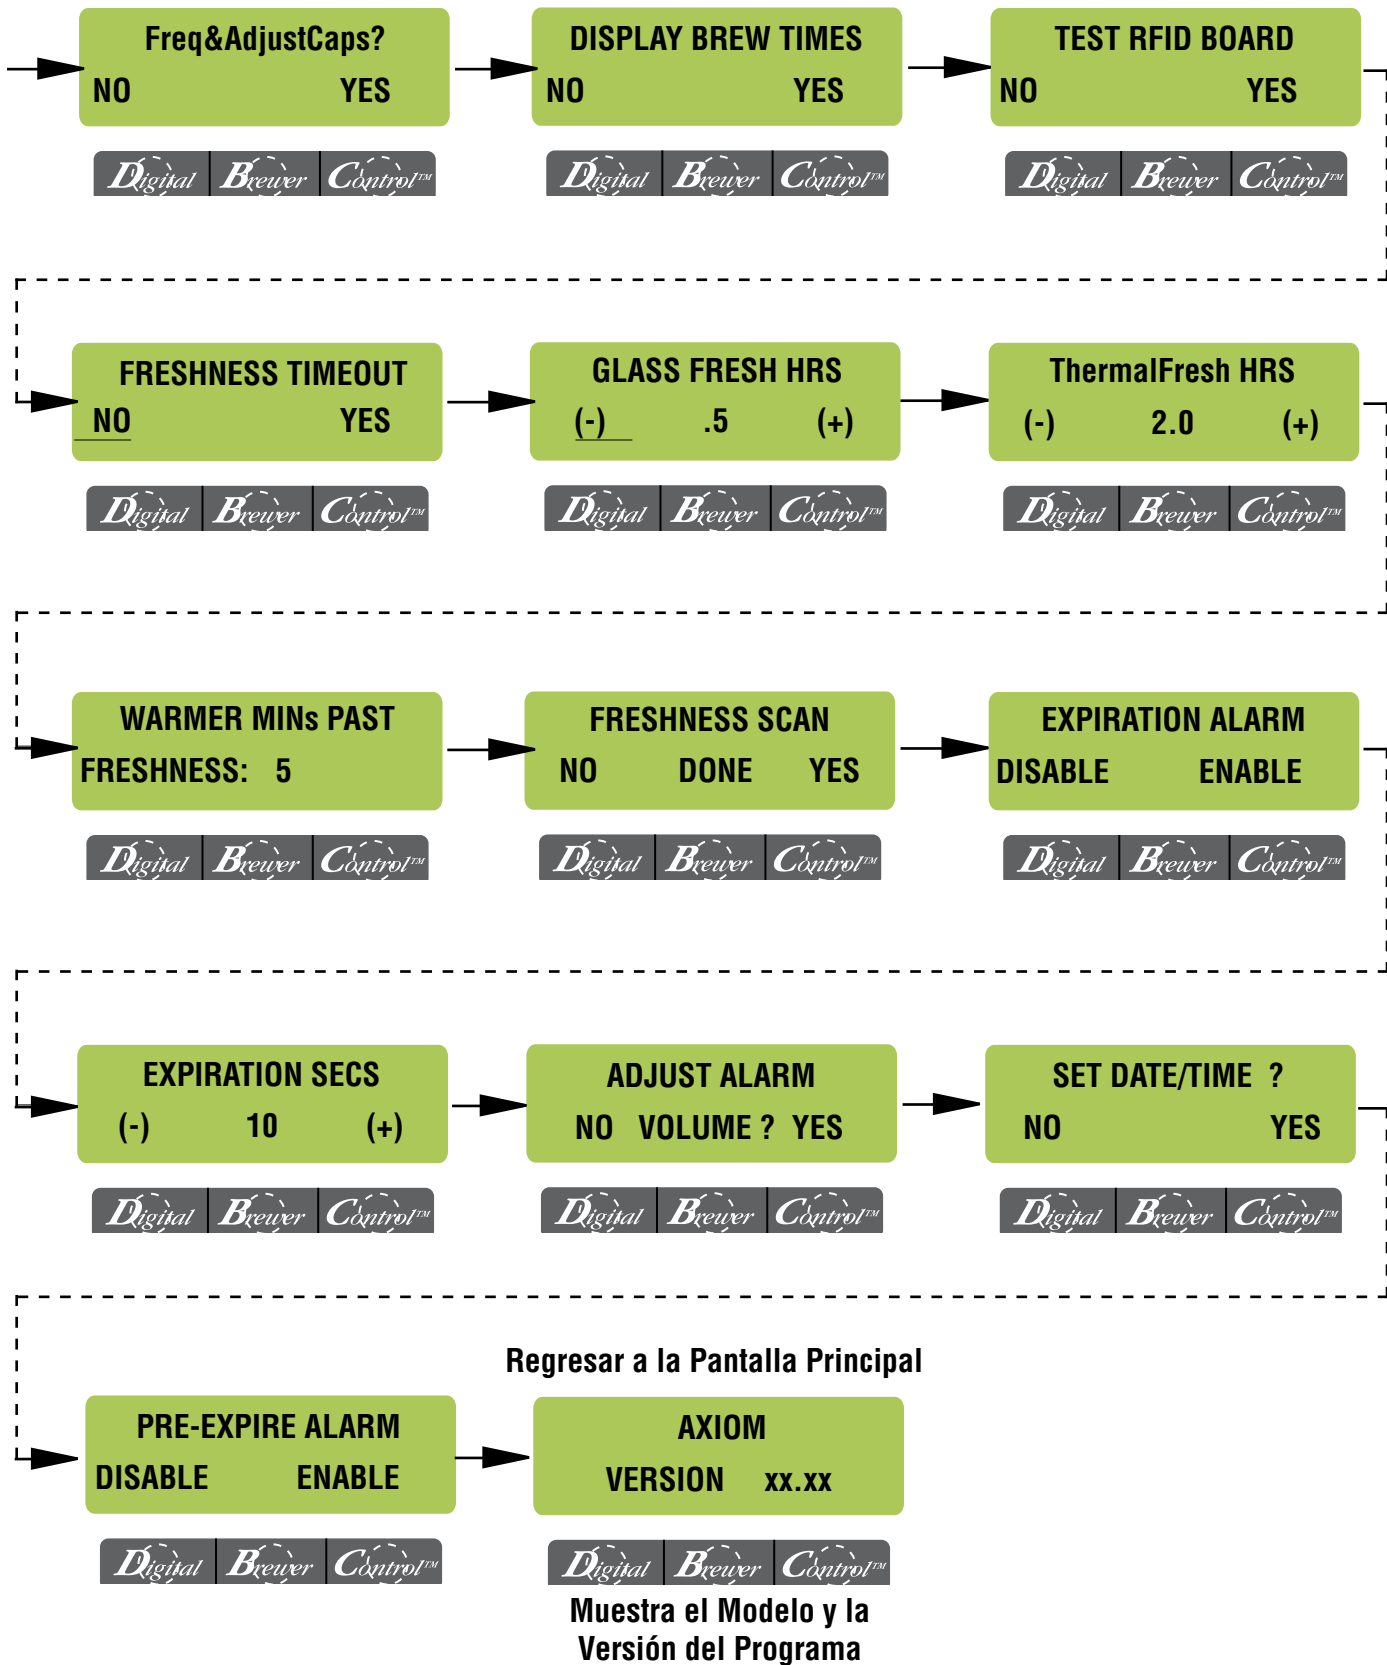 Freq&AdjustCaps?
NO YES
Digital Brewer Control™
DISPLAY BREW TIMES
NO YES
Digital Brewer Control™
TEST RFID BOARD
NO YES
Digital Brewer Control™
FRESHNESS TIMEOUT
NO YES
Digital Brewer Control™
GLASS FRESH HRS
(-) .5 (+)
Digital Brewer Control™
ThermalFresh HRS
(-) 2.0 (+)
Digital Brewer Control™
WARMER MINs PAST
FRESHNESS: 5
Digital Brewer Control™
FRESHNESS SCAN
NO DONE YES
Digital Brewer Control™
EXPIRATION ALARM
DISABLE ENABLE
Digital Brewer Control™
EXPIRATION SECS
(-) 10 (+)
Digital Brewer Control™
ADJUST ALARM
NO VOLUME ? YES
Digital Brewer Control™
SET DATE/TIME ?
NO YES
Digital Brewer Control™
PRE-EXPIRE ALARM
DISABLE ENABLE
Digital Brewer Control™
Regresar a la Pantalla Principal
AXIOM
VERSION xx.xx
Digital Brewer Control™
Muestra el Modelo y la
Versión del Programa